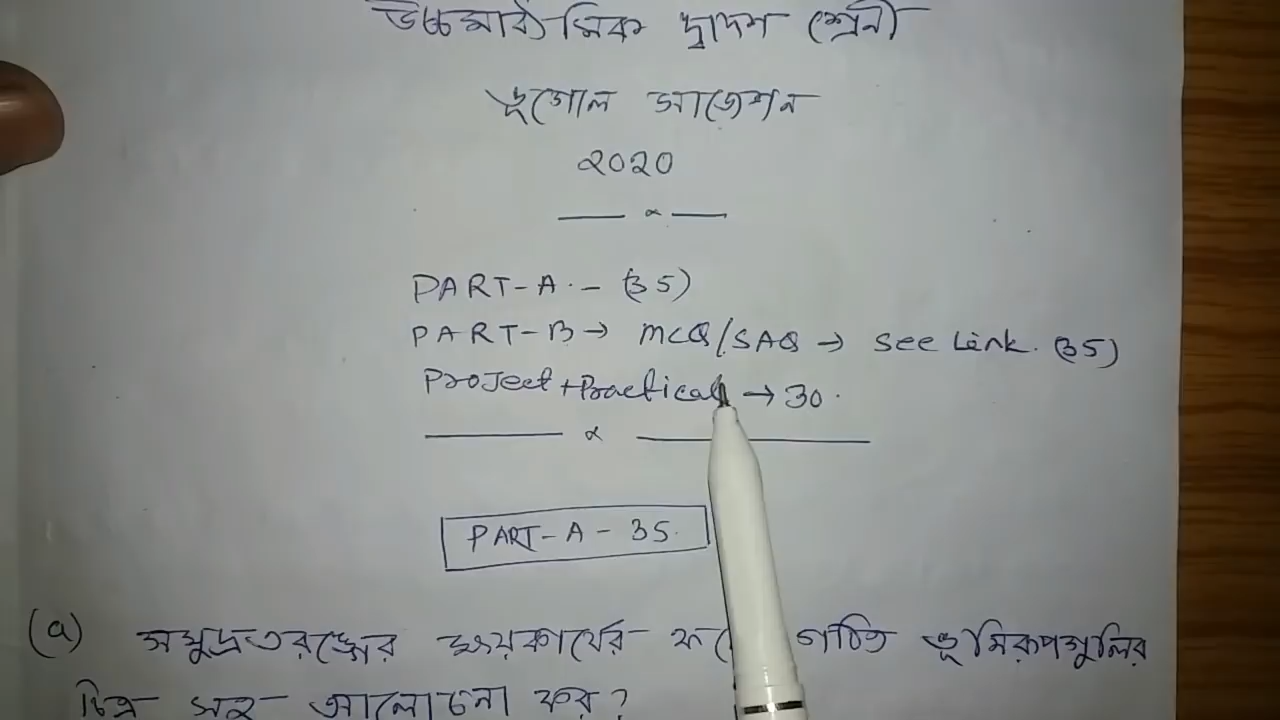 উচ্চমাধ্যমিক দ্বাদশ শ্রেনী
ভূগোল সাজেশন
২০২০
PART-A. - (35)
PART-B → MCQ/SAQ → see Link. (35)
Project + Practical → 30.
PART-A - 35.
(a) সমুদ্রতরঙ্গের ক্ষয়কার্যের গঠিত ভূমিরূপগুলির
চিত্র সহ আলোচনা কর?